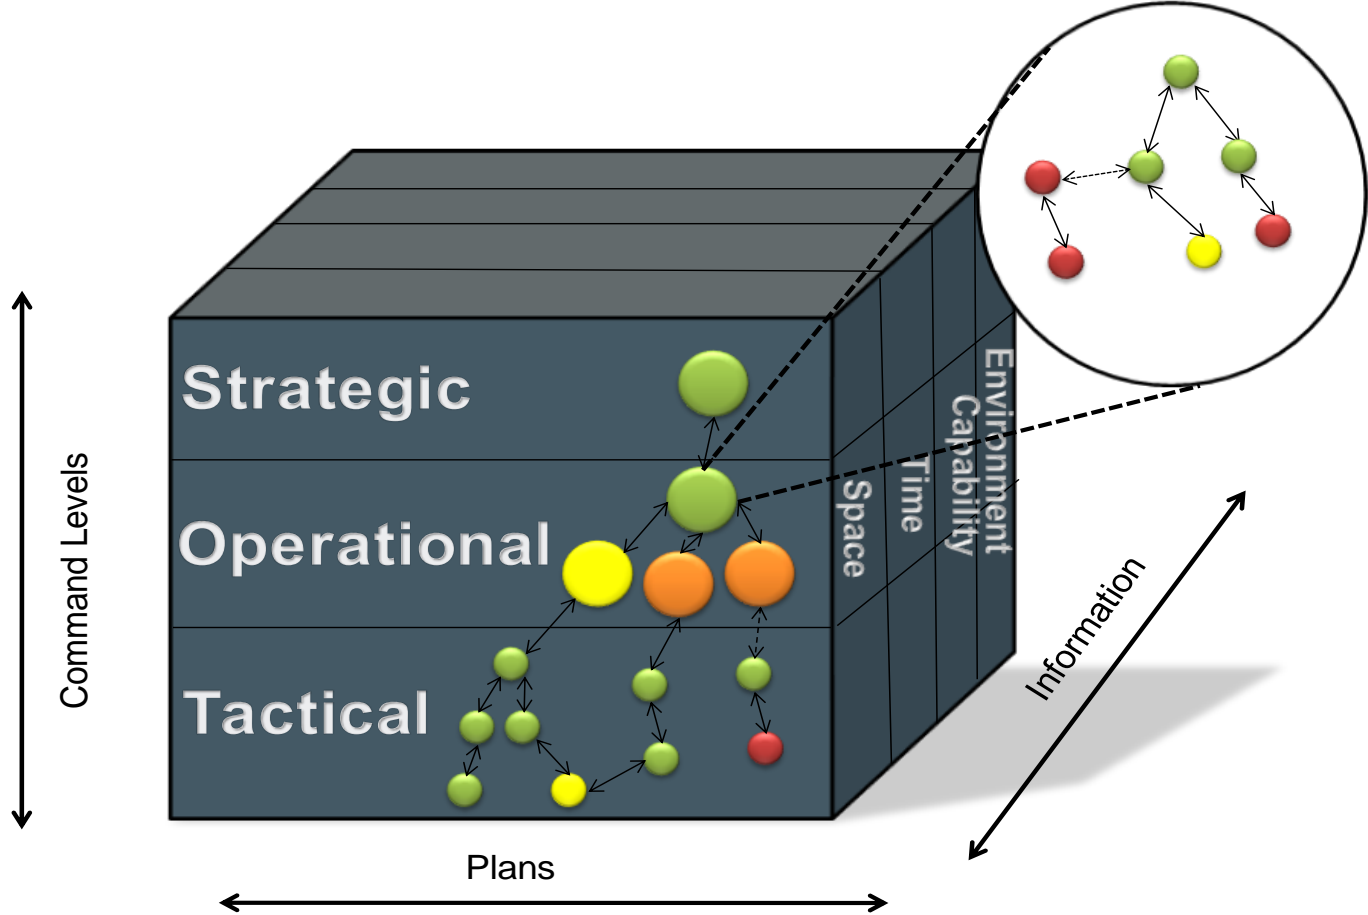 Strategic
Operational
Tactical
Space
Time
Capability
Environment
Command Levels
Information
Plans